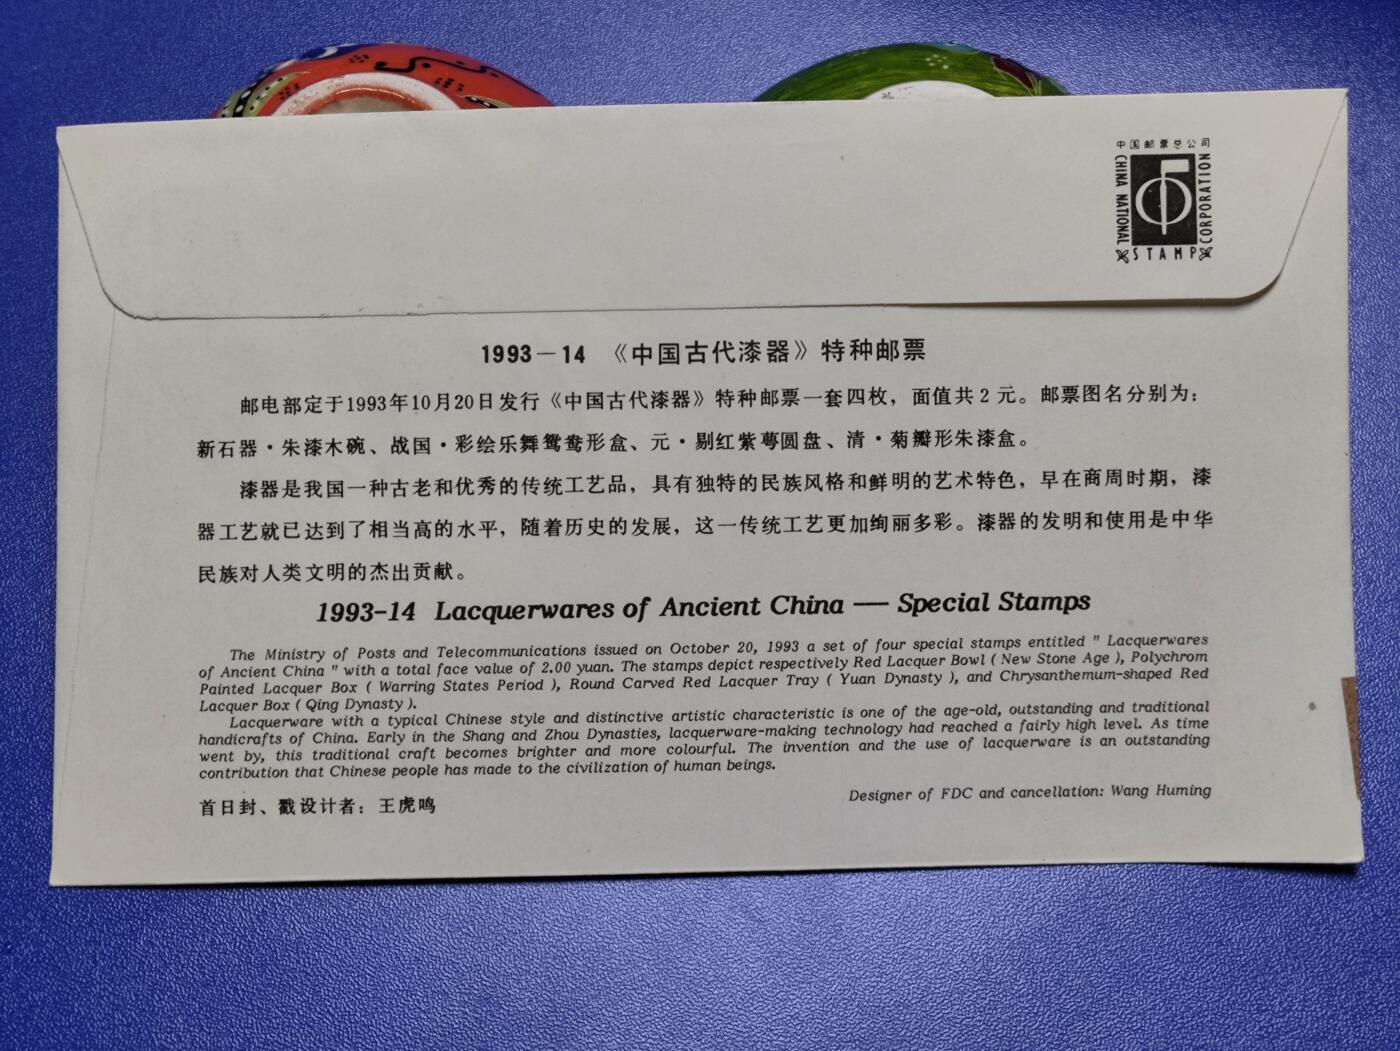 中国邮票总公司
CHINA NATIONAL
STAMP
CORPORATION
1993－14 《中国古代漆器》特种邮票
邮电部定于1993年10月20日发行《中国古代漆器》特种邮票一套四枚，面值共 2 元。邮票图名分别为：
新石器·朱漆木碗、战国·彩绘乐舞鸳鸯形盒、元·剔红紫萼圆盘、清·菊瓣形朱漆盒。
漆器是我国一种古老和优秀的传统工艺品，具有独特的民族风格和鲜明的艺术特色，早在商周时期，漆
器工艺就已达到了相当高的水平，随着历史的发展，这一传统工艺更加绚丽多彩。漆器的发明和使用是中华
民族对人类文明的杰出贡献。
1993-14 Lacquerwares of Ancient China — Special Stamps
The Ministry of Posts and Telecommunications issued on October 20, 1993 a set of four special stamps entitled " Lacquerwares
of Ancient China " with a total face value of 2.00 yuan. The stamps depict respectively Red Lacquer Bowl ( New Stone Age ), Polychrom
Painted Lacquer Box ( Warring States Period ), Round Carved Red Lacquer Tray ( Yuan Dynasty ), and Chrysanthemum-shaped Red
Lacquer Box ( Qing Dynasty ).
Lacquerware with a typical Chinese style and distinctive artistic characteristic is one of the age-old, outstanding and traditional
handicrafts of China. Early in the Shang and Zhou Dynasties, lacquerware-making technology had reached a fairly high level. As time
went by, this traditional craft becomes brighter and more colourful. The invention and the use of lacquerware is an outstanding
contribution that Chinese people has made to the civilization of human beings.
首日封、戳设计者：王虎鸣
Designer of FDC and cancellation: Wang Huming